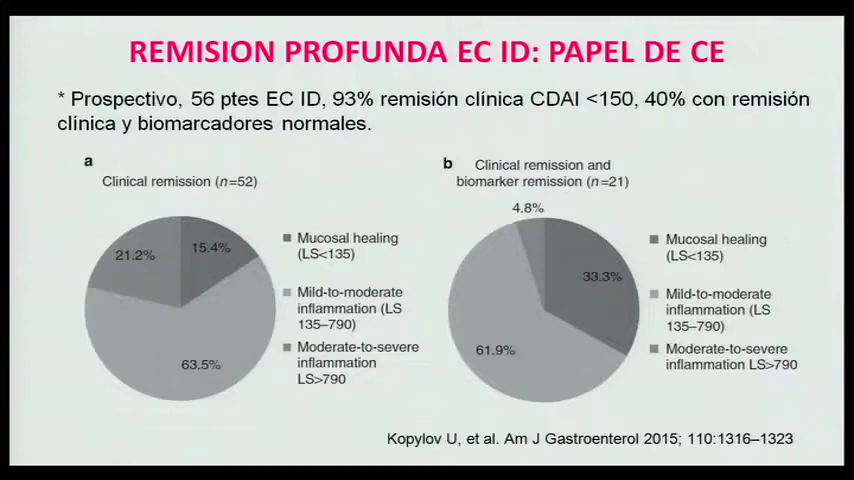 REMISION PROFUNDA EC ID: PAPEL DE CE
* Prospectivo, 56 ptes EC ID, 93% remisión clínica CDAI <150, 40% con remisión
clínica y biomarcadores normales.
a
Clinical remission (n=52)
21.2%
15.4%
63.5%
Mucosal healing
(LS<135)
Mild-to-moderate
inflammation (LS
135–790)
Moderate-to-severe
inflammation
LS>790
b
Clinical remission and
biomarker remission (n=21)
4.8%
33.3%
61.9%
Mucosal healing
(LS<135)
Mild-to-moderate
inflammation (LS
135–790)
Moderate-to-severe
inflammation LS>790
Kopylov U, et al. Am J Gastroenterol 2015; 110:1316–1323